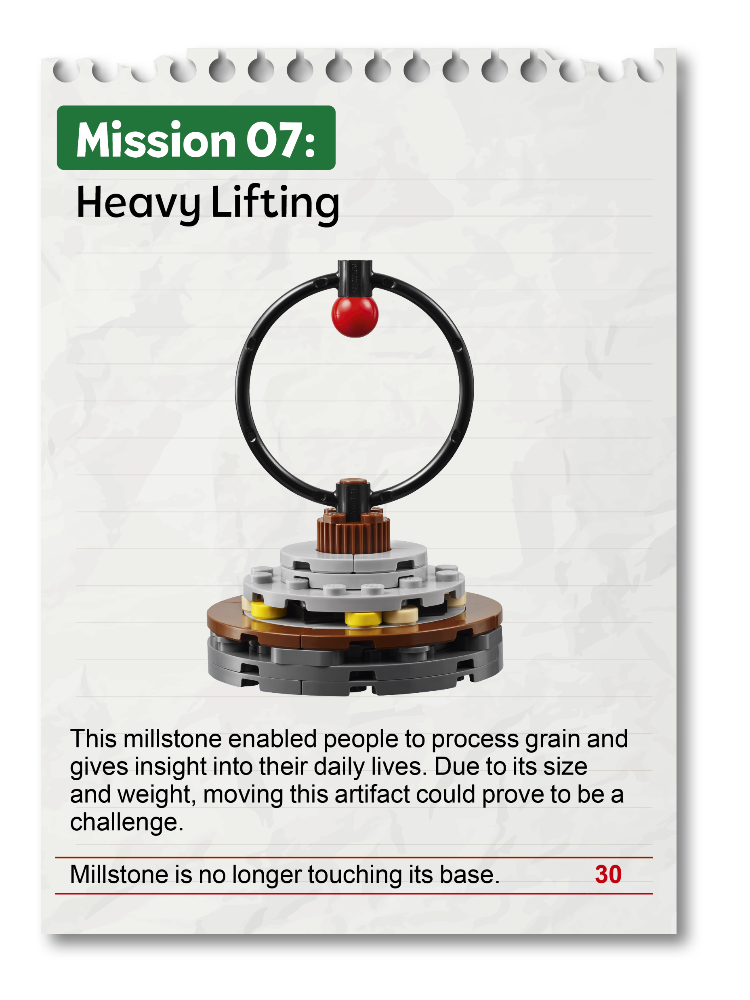 Mission 07:
Heavy Lifting
This millstone enabled people to process grain and
gives insight into their daily lives. Due to its size
and weight, moving this artifact could prove to be a
challenge.
Millstone is no longer touching its base. 30